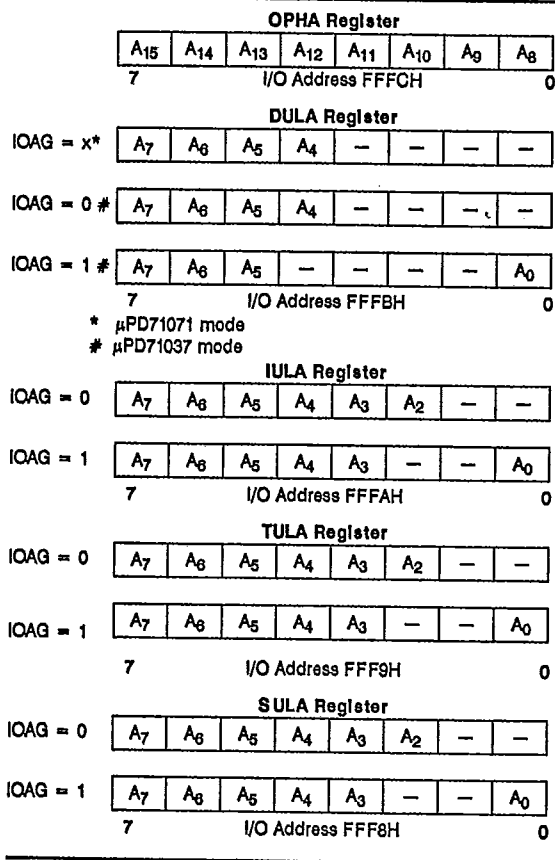 OPHA Register
A15 A14 A13 A12 A11 A10 A9 A8
7 I/O Address FFFCH 0
DULA Register
IOAG = x* A7 A6 A5 A4 – – – –
IOAG = 0 # A7 A6 A5 A4 – – – –
IOAG = 1 # A7 A6 A5 – – – – A0
7 I/O Address FFFBH 0
* μPD71071 mode
# μPD71037 mode
IULA Register
IOAG = 0 A7 A6 A5 A4 A3 A2 – –
IOAG = 1 A7 A6 A5 A4 A3 – – A0
7 I/O Address FFFAH 0
TULA Register
IOAG = 0 A7 A6 A5 A4 A3 A2 – –
IOAG = 1 A7 A6 A5 A4 A3 – – A0
7 I/O Address FFF9H 0
SULA Register
IOAG = 0 A7 A6 A5 A4 A3 A2 – –
IOAG = 1 A7 A6 A5 A4 A3 – – A0
7 I/O Address FFF8H 0